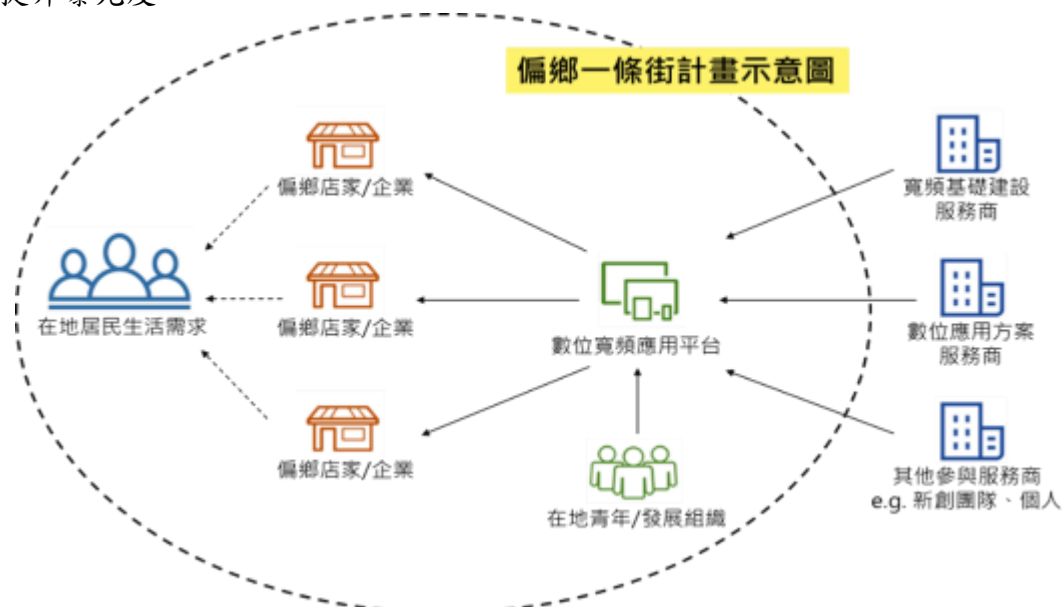 偏鄉一條街計畫示意圖
偏鄉店家/企業
寬頻基礎建設
服務商
在地居民生活需求
偏鄉店家/企業
數位寬頻應用平台
數位應用方案
服務商
偏鄉店家/企業
在地青年/發展組織
其他參與服務商
e.g. 新創團隊、個人